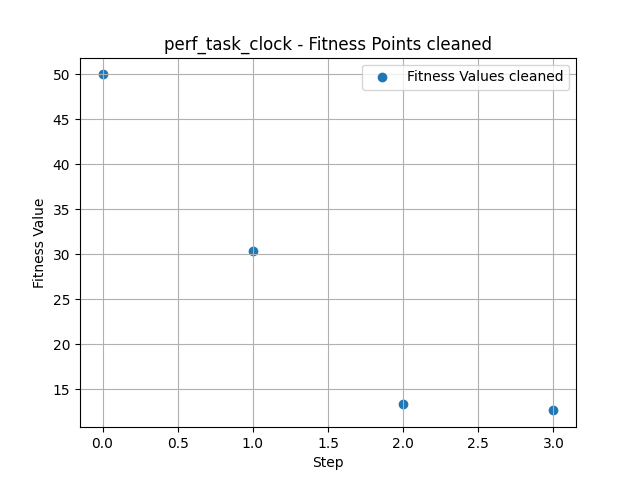 perf_task_clock - Fitness Points cleaned
Fitness Values cleaned
Fitness Value
50
45
40
35
30
25
20
15
0.0 0.5 1.0 1.5 2.0 2.5 3.0
Step